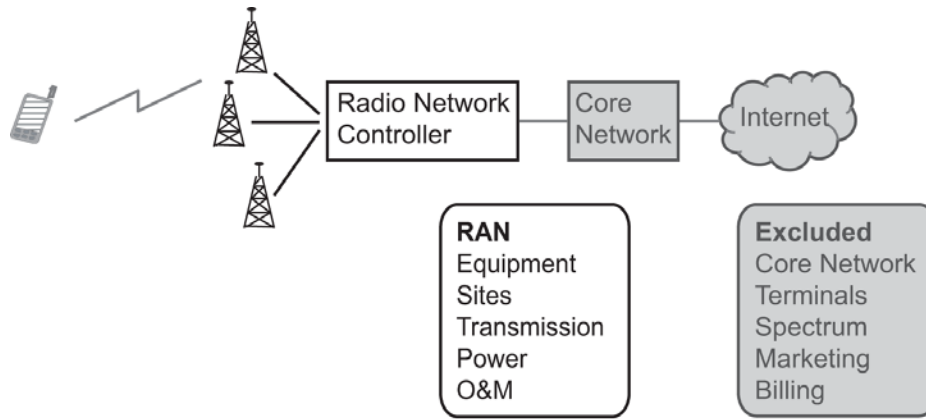 Radio Network
Controller
Core
Network
Internet
RAN
Equipment
Sites
Transmission
Power
O&M
Excluded
Core Network
Terminals
Spectrum
Marketing
Billing